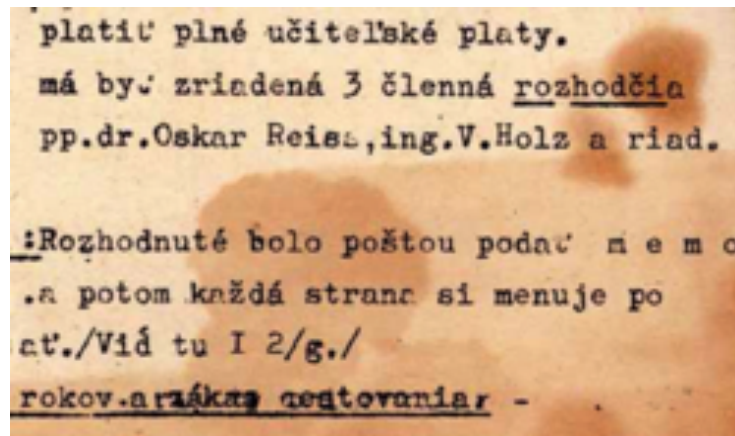 platiť plné učiteľské platy.
má byť zriadená 3 členná rozhodčia
pp.dr.Oskar Reiss,ing.V.Holz a riad.
:Rozhodnuté bolo poštou podať m e m o
.a potom každá strana si menuje po
ať./Viď tu I 2/g./
rokov.a zákaz cestovania, -